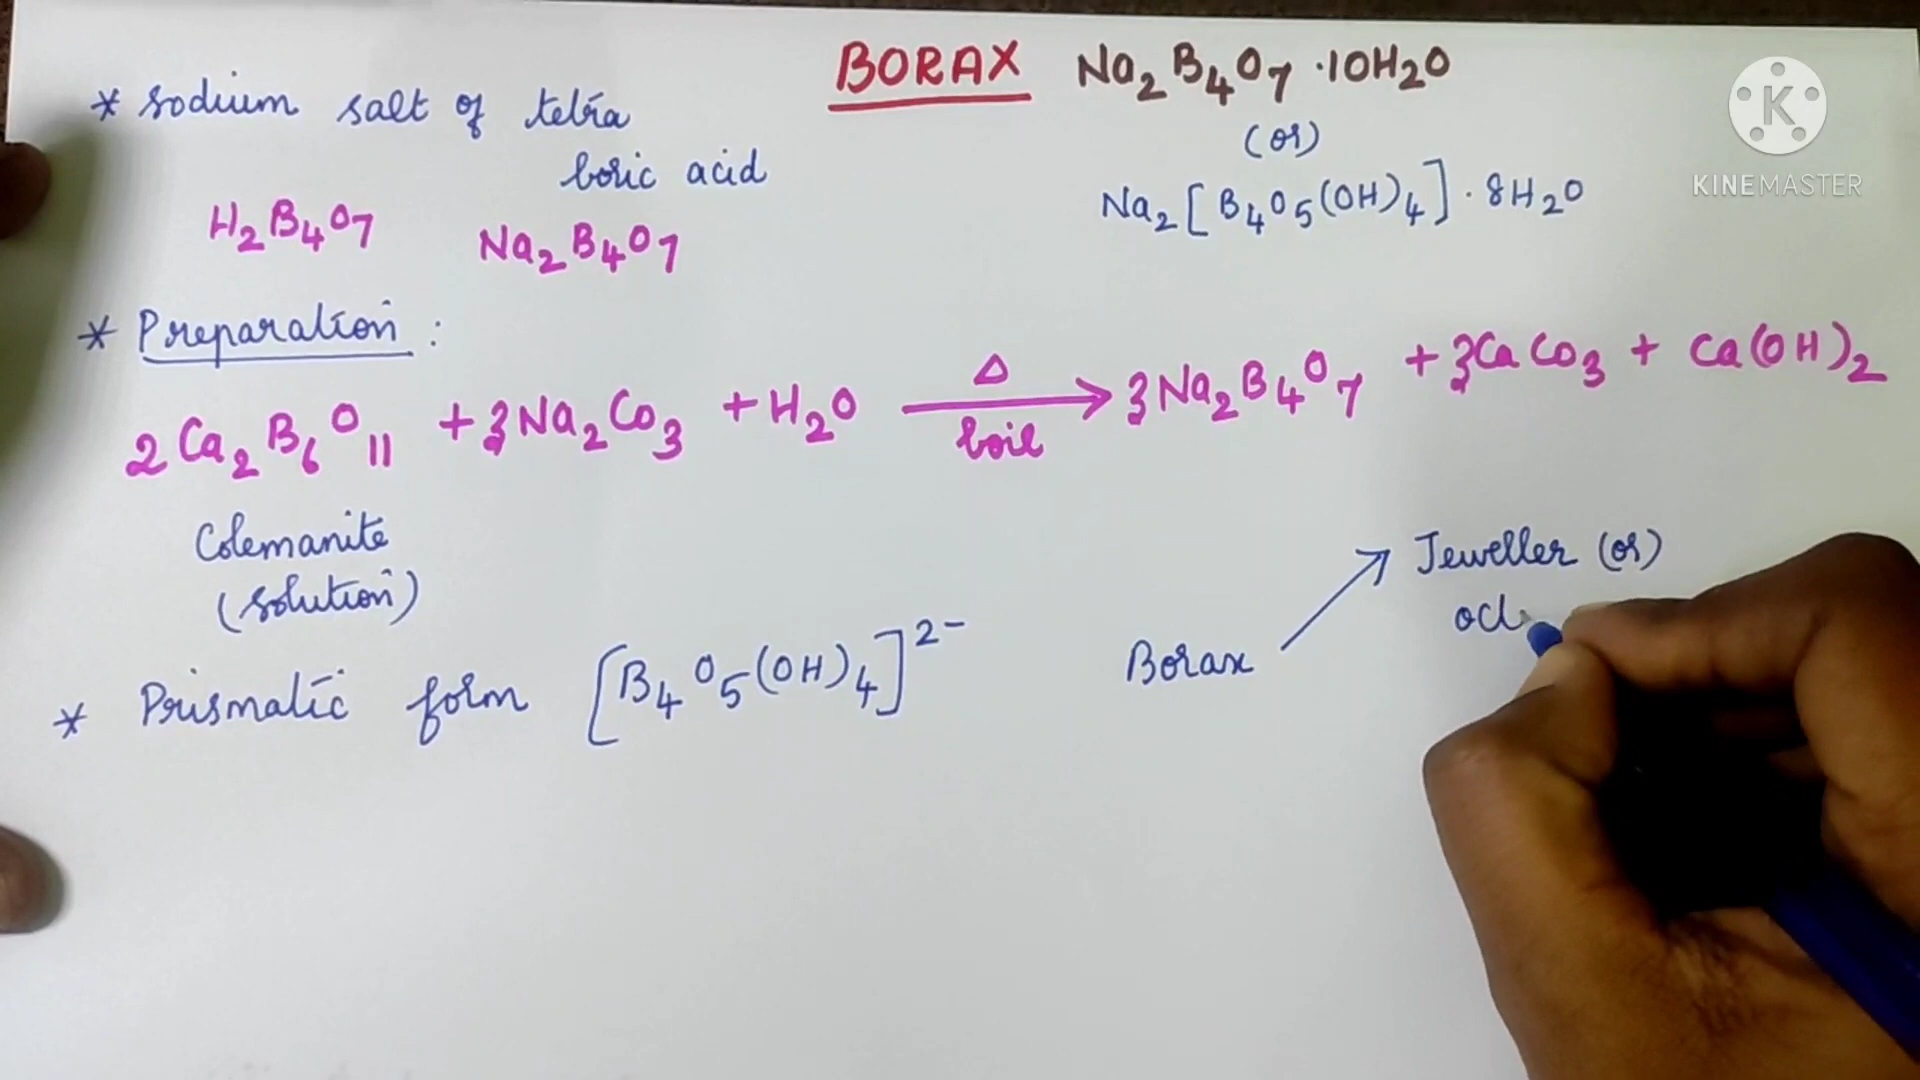 BORAX Na2B4O7 .10H2O
(or)
Na2[B4O5(OH)4] . 8H2O
* Sodium salt of tetra
boric acid
H2B4O7 Na2B4O7
* Preparation :
2Ca2B6O11 + 3Na2CO3 + H2O Δ boil → 3Na2B4O7 + 3CaCO3 + Ca(OH)2
Colemanite
(solution)
* Prismatic form [B4O5(OH)4]2-
Borax → Jeweller (or)
oct
K
KINEMASTER